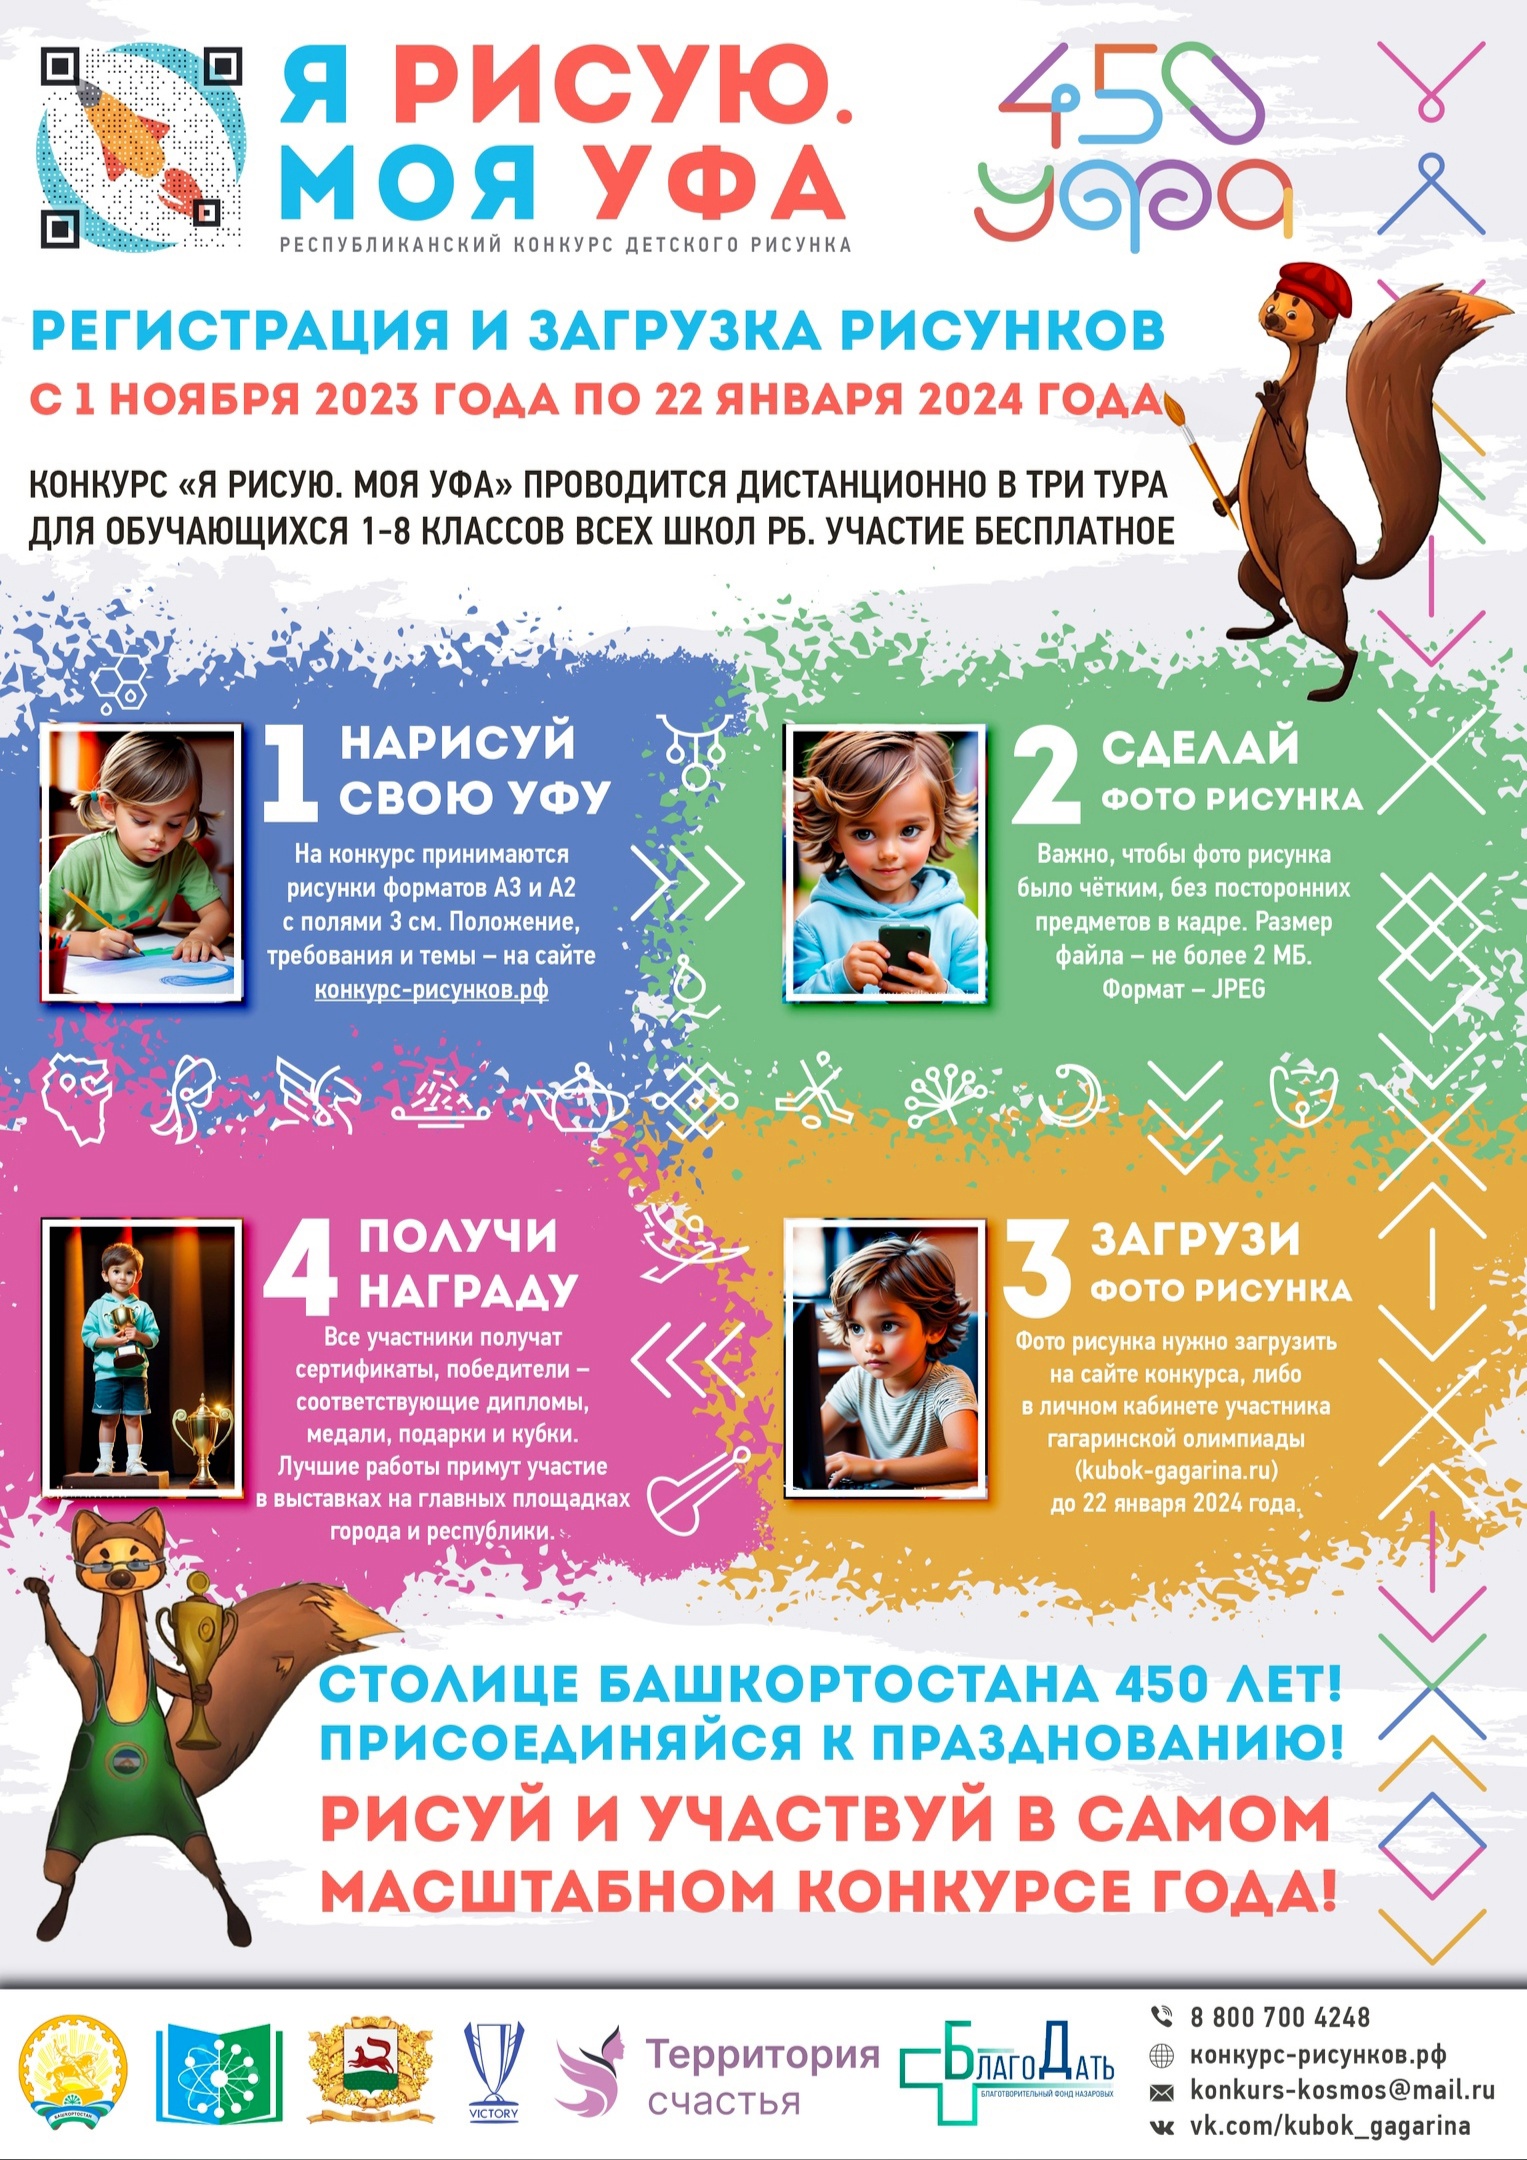 Я РИСУЮ.
МОЯ УФА
РЕСПУБЛИКАНСКИЙ КОНКУРС ДЕТСКОГО РИСУНКА
450
уфа
РЕГИСТРАЦИЯ И ЗАГРУЗКА РИСУНКОВ
С 1 НОЯБРЯ 2023 ГОДА ПО 22 ЯНВАРЯ 2024 ГОДА
КОНКУРС «Я РИСУЮ. МОЯ УФА» ПРОВОДИТСЯ ДИСТАНЦИОННО В ТРИ ТУРА
ДЛЯ ОБУЧАЮЩИХСЯ 1-8 КЛАССОВ ВСЕХ ШКОЛ РБ. УЧАСТИЕ БЕСПЛАТНОЕ
1 НАРИСУЙ
СВОЮ УФУ
На конкурс принимаются
рисунки форматов А3 и А2
с полями 3 см. Положение,
требования и темы – на сайте
конкурс-рисунков.рф
2 СДЕЛАЙ
ФОТО РИСУНКА
Важно, чтобы фото рисунка
было чётким, без посторонних
предметов в кадре. Размер
файла – не более 2 МБ.
Формат – JPEG
3 ЗАГРУЗИ
ФОТО РИСУНКА
Фото рисунка нужно загрузить
на сайте конкурса, либо
в личном кабинете участника
гагаринской олимпиады
(kubok-gagarina.ru)
до 22 января 2024 года.
4 ПОЛУЧИ
НАГРАДУ
Все участники получат
сертификаты, победители –
соответствующие дипломы,
медали, подарки и кубки.
Лучшие работы примут участие
в выставках на главных площадках
города и республики.
СТОЛИЦЕ БАШКОРТОСТАНА 450 ЛЕТ!
ПРИСОЕДИНЯЙСЯ К ПРАЗДНОВАНИЮ!
РИСУЙ И УЧАСТВУЙ В САМОМ
МАСШТАБНОМ КОНКУРСЕ ГОДА!
БАШКОРТОСТАН
VICTORY
Территория
счастья
БлагоДать
БЛАГОТВОРИТЕЛЬНЫЙ ФОНД НАЗАРОВЫХ
8 800 700 4248
конкурс-рисунков.рф
konkurs-kosmos@mail.ru
vk.com/kubok_gagarina